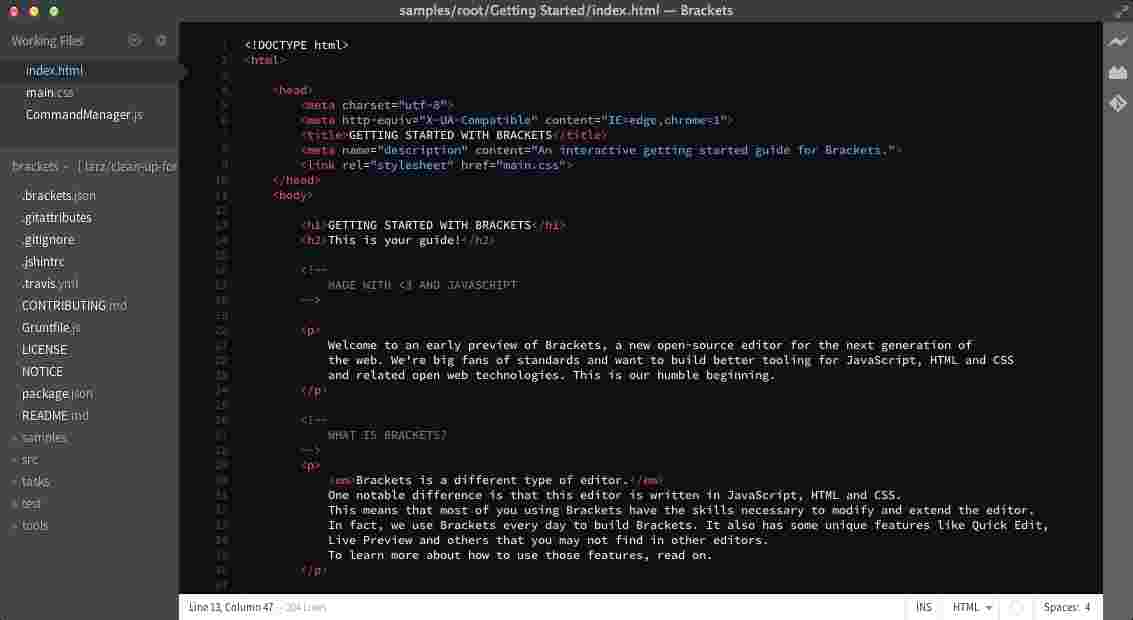 samples/root/Getting Started/index.html — Brackets
Working Files
index.html
main.css
CommandManager.js
brackets - [ larz/clean-up-for
.brackets.json
.gitattributes
.gitignore
.jshintrc
.travis.yml
CONTRIBUTING.md
Gruntfile.js
LICENSE
NOTICE
package.json
README.md
samples
src
tasks
test
tools
1 <!DOCTYPE html>
2 <html>
3
4 <head>
5 <meta charset="utf-8">
6 <meta http-equiv="X-UA-Compatible" content="IE=edge,chrome=1">
7 <title>GETTING STARTED WITH BRACKETS</title>
8 <meta name="description" content="An interactive getting started guide for Brackets.">
9 <link rel="stylesheet" href="main.css">
10 </head>
11 <body>
12
13 <h1>GETTING STARTED WITH BRACKETS</h1>
14 <h2>This is your guide!</h2>
15
16 <!--
17 MADE WITH <3 AND JAVASCRIPT
18 -->
19
20 <p>
21 Welcome to an early preview of Brackets, a new open-source editor for the next generation of
22 the web. We're big fans of standards and want to build better tooling for JavaScript, HTML and CSS
23 and related open web technologies. This is our humble beginning.
24 </p>
25
26 <!--
27 WHAT IS BRACKETS?
28 -->
29 <p>
30 <em>Brackets is a different type of editor.</em>
31 One notable difference is that this editor is written in JavaScript, HTML and CSS.
32 This means that most of you using Brackets have the skills necessary to modify and extend the editor.
33 In fact, we use Brackets every day to build Brackets. It also has some unique features like Quick Edit,
34 Live Preview and others that you may not find in other editors.
35 To learn more about how to use those features, read on.
36 </p>
37
Line 13, Column 47 — 204 Lines
INS
HTML
Spaces: 4